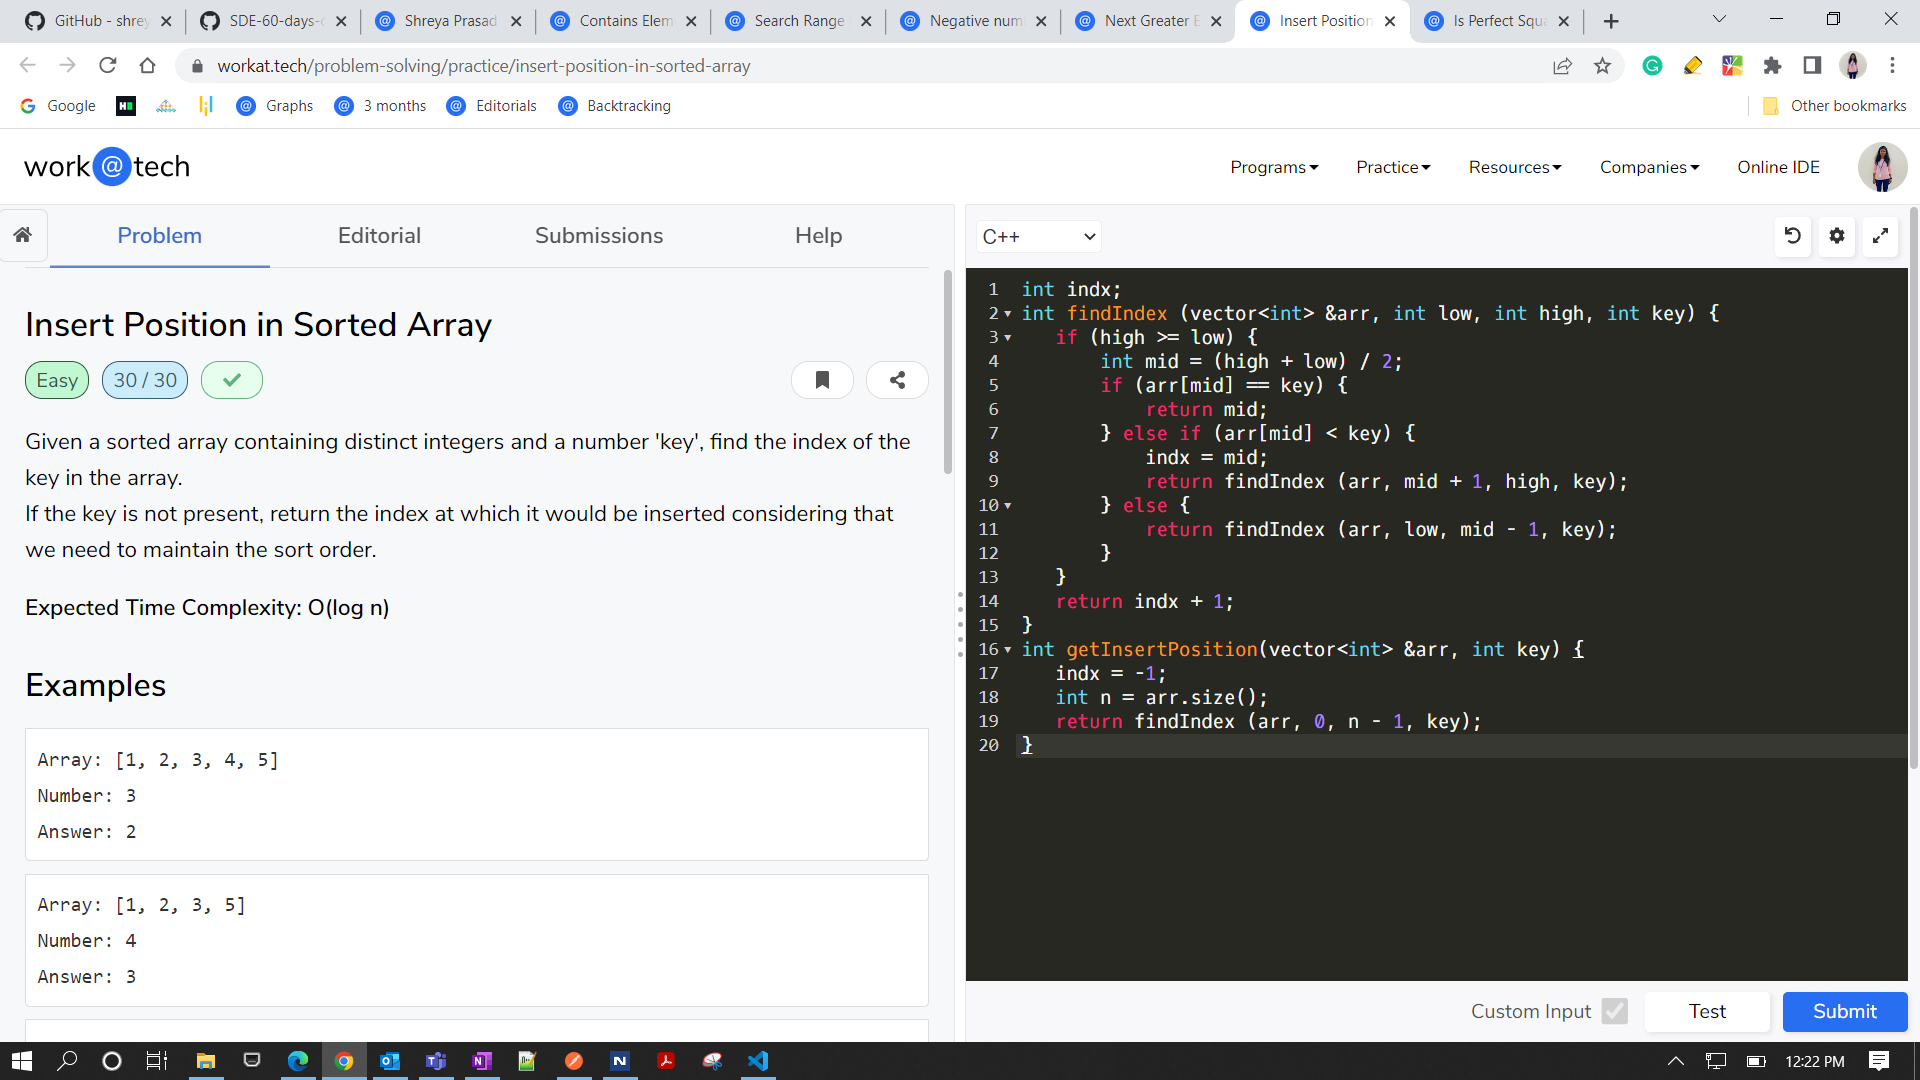 GitHub - shrey
SDE-60-days-c
Shreya Prasad
Contains Elem
Search Range
Negative num
Next Greater E
Insert Position
Is Perfect Squa
workat.tech/problem-solving/practice/insert-position-in-sorted-array
Google
Graphs
3 months
Editorials
Backtracking
Other bookmarks
work@tech
Programs
Practice
Resources
Companies
Online IDE
Problem
Editorial
Submissions
Help
C++
Insert Position in Sorted Array
Easy
30 / 30
Given a sorted array containing distinct integers and a number 'key', find the index of the
key in the array.
If the key is not present, return the index at which it would be inserted considering that
we need to maintain the sort order.
Expected Time Complexity: O(log n)
Examples
Array: [1, 2, 3, 4, 5]
Number: 3
Answer: 2
Array: [1, 2, 3, 5]
Number: 4
Answer: 3
1 int indx;
2 int findIndex (vector<int> &arr, int low, int high, int key) {
3 if (high >= low) {
4 int mid = (high + low) / 2;
5 if (arr[mid] == key) {
6 return mid;
7 } else if (arr[mid] < key) {
8 indx = mid;
9 return findIndex (arr, mid + 1, high, key);
10 } else {
11 return findIndex (arr, low, mid - 1, key);
12 }
13 }
14 return indx + 1;
15 }
16 int getInsertPosition(vector<int> &arr, int key) {
17 indx = -1;
18 int n = arr.size();
19 return findIndex (arr, 0, n - 1, key);
20 }
Custom Input
Test
Submit
12:22 PM